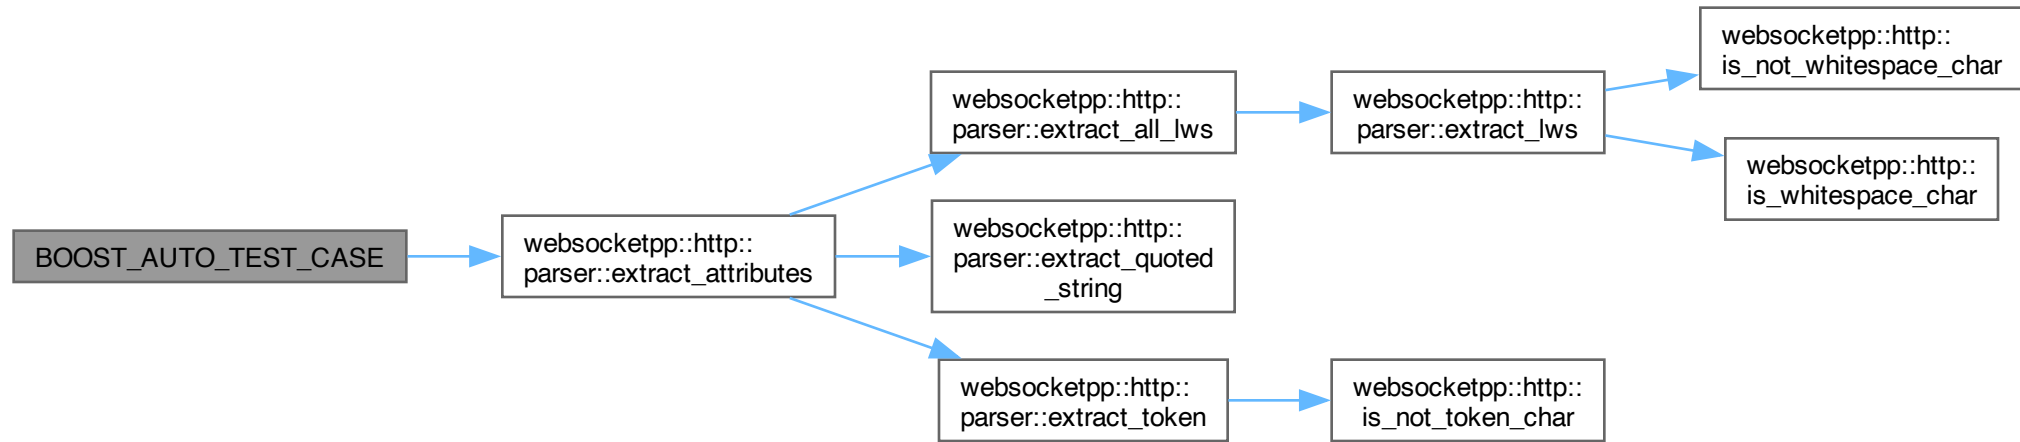 BOOST_AUTO_TEST_CASE
websocketpp::http::
parser::extract_attributes
websocketpp::http::
parser::extract_all_lws
websocketpp::http::
parser::extract_lws
websocketpp::http::
is_not_whitespace_char
websocketpp::http::
is_whitespace_char
websocketpp::http::
parser::extract_quoted
_string
websocketpp::http::
parser::extract_token
websocketpp::http::
is_not_token_char